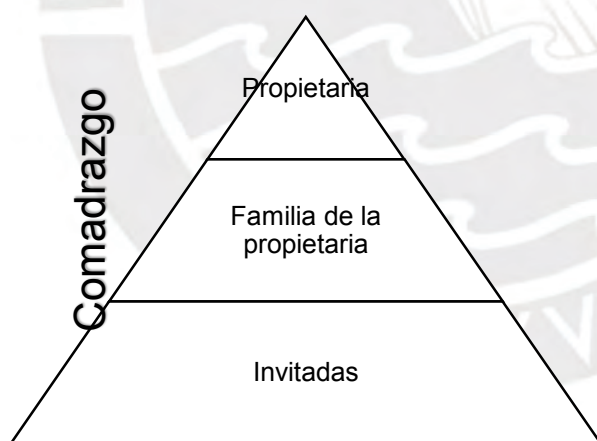 Propietaria
Comadrazgo
Familia de la
propietaria
Invitadas